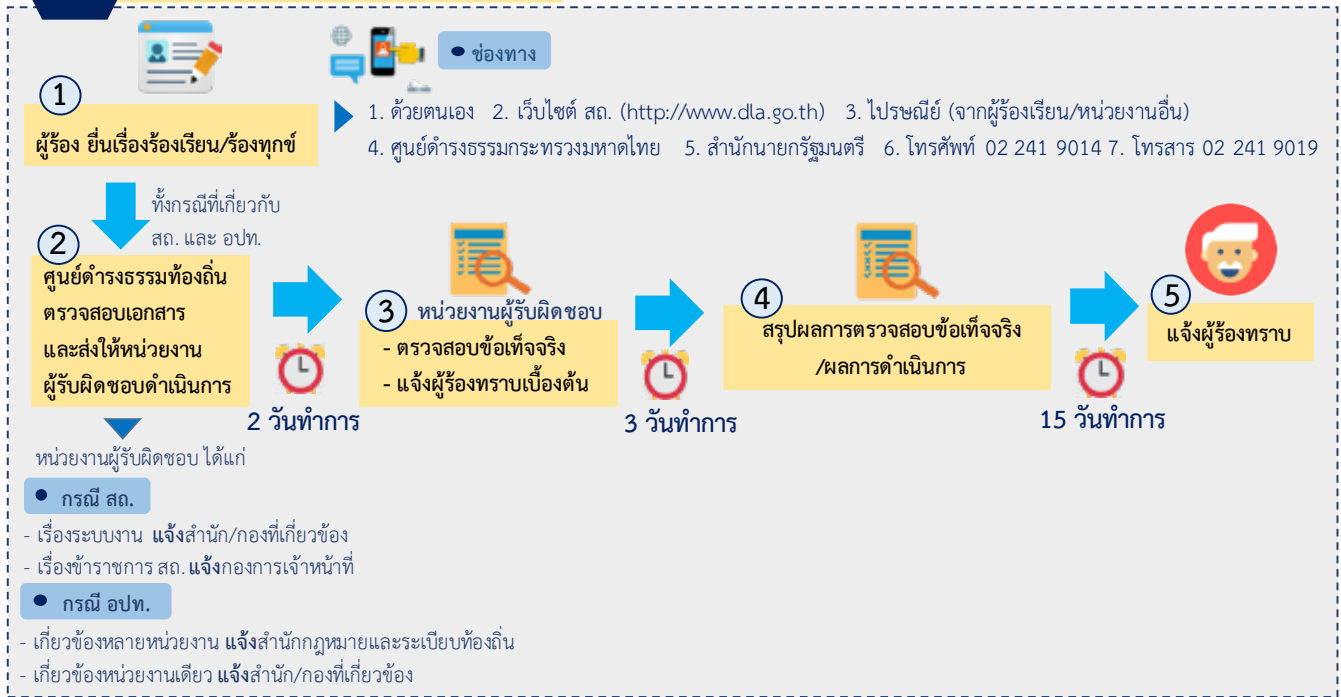 • ช่องทาง
1
ผู้ร้อง ยื่นเรื่องร้องเรียน/ร้องทุกข์
1. ด้วยตนเอง 2. เว็บไซต์ สถ. (http://www.dla.go.th) 3. ไปรษณีย์ (จากผู้ร้องเรียน/หน่วยงานอื่น)
4. ศูนย์ดำรงธรรมกระทรวงมหาดไทย 5. สำนักนายกรัฐมนตรี 6. โทรศัพท์ 02 241 9014 7. โทรสาร 02 241 9019
ทั้งกรณีที่เกี่ยวกับ
สถ. และ อปท.
2
ศูนย์ดำรงธรรมท้องถิ่น
ตรวจสอบเอกสาร
และส่งให้หน่วยงาน
ผู้รับผิดชอบดำเนินการ
2 วันทำการ
3 หน่วยงานผู้รับผิดชอบ
- ตรวจสอบข้อเท็จจริง
- แจ้งผู้ร้องทราบเบื้องต้น
3 วันทำการ
4
สรุปผลการตรวจสอบข้อเท็จจริง
/ผลการดำเนินการ
15 วันทำการ
5
แจ้งผู้ร้องทราบ
หน่วยงานผู้รับผิดชอบ ได้แก่
• กรณี สถ.
- เรื่องระบบงาน แจ้งสำนัก/กองที่เกี่ยวข้อง
- เรื่องข้าราชการ สถ. แจ้งกองการเจ้าหน้าที่
• กรณี อปท.
- เกี่ยวข้องหลายหน่วยงาน แจ้งสำนักกฎหมายและระเบียบท้องถิ่น
- เกี่ยวข้องหน่วยงานเดียว แจ้งสำนัก/กองที่เกี่ยวข้อง